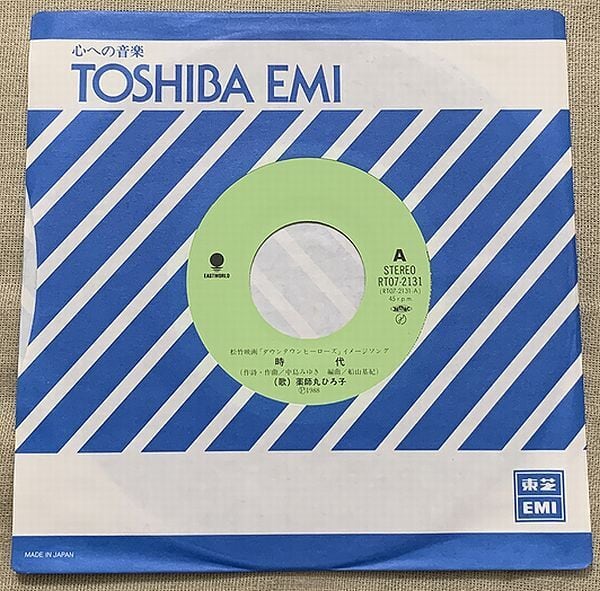 心への音楽
TOSHIBA EMI
EASTWORLD
A
STEREO
RT07-2131
(RT07-2131-A)
45 r.p.m.
松竹映画「ダウンタウンヒーローズ」イメージソング
時 代
(作詩・作曲/中島みゆき 編曲/船山基紀)
(歌) 薬師丸ひろ子
Ⓟ1988
東芝
EMI
MADE IN JAPAN